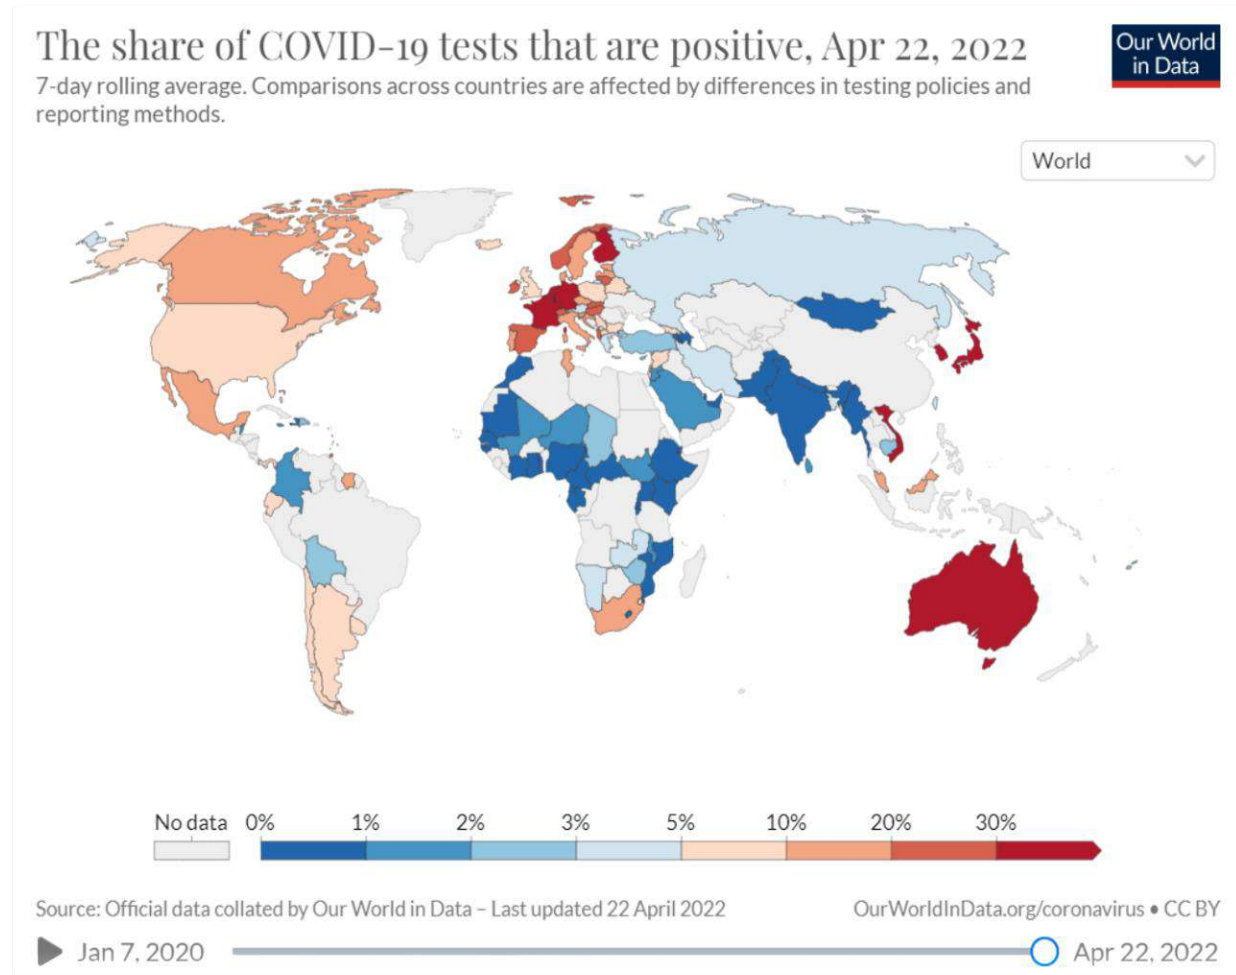 The share of COVID-19 tests that are positive, Apr 22, 2022
Our World
in Data
7-day rolling average. Comparisons across countries are affected by differences in testing policies and
reporting methods.
World
No data 0% 1% 2% 3% 5% 10% 20% 30%
Source: Official data collated by Our World in Data – Last updated 22 April 2022
OurWorldInData.org/coronavirus • CC BY
Jan 7, 2020
Apr 22, 2022